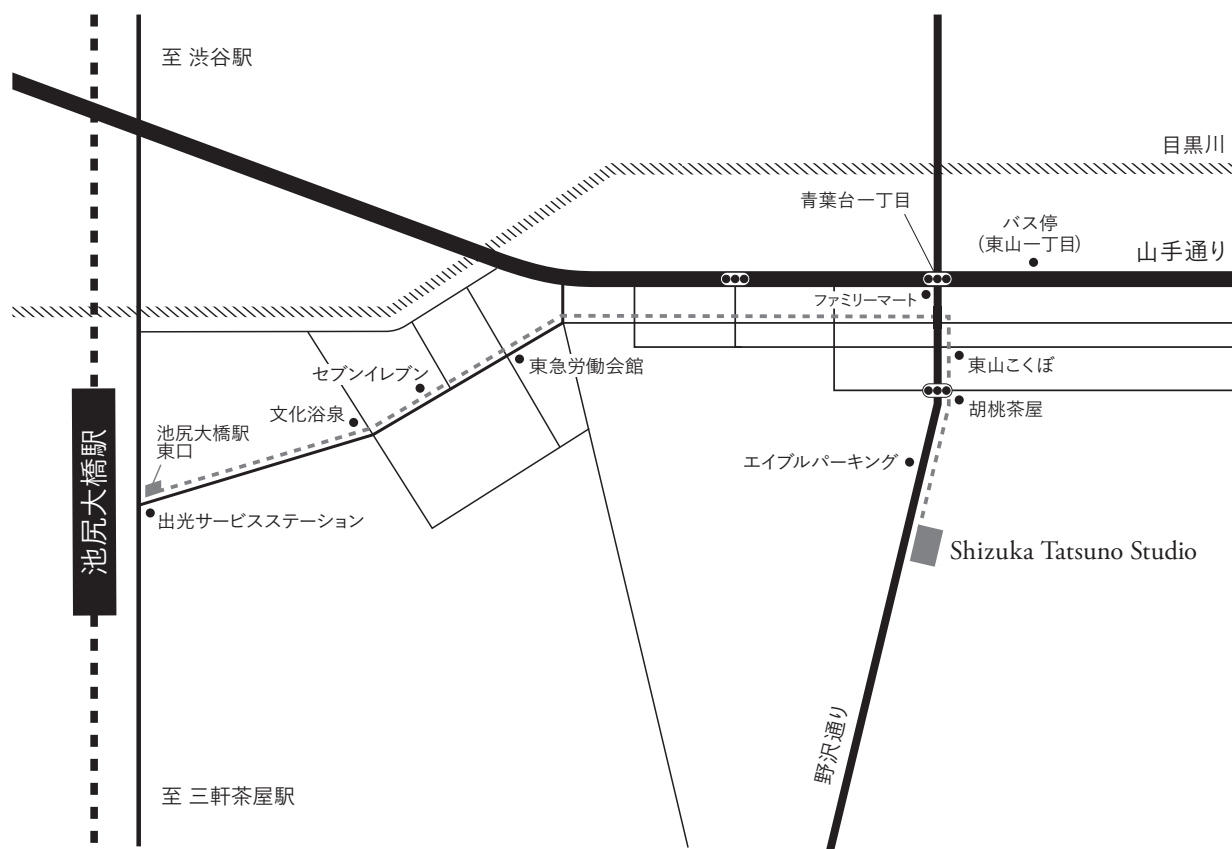 至 渋谷駅
目黒川
青葉台一丁目
バス停
(東山一丁目)
山手通り
ファミリーマート
東山こくぼ
胡桃茶屋
東急労働会館
セブンイレブン
文化浴泉
池尻大橋駅
東口
池尻大橋駅
出光サービスステーション
エイブルパーキング
Shizuka Tatsuno Studio
野沢通り
至 三軒茶屋駅